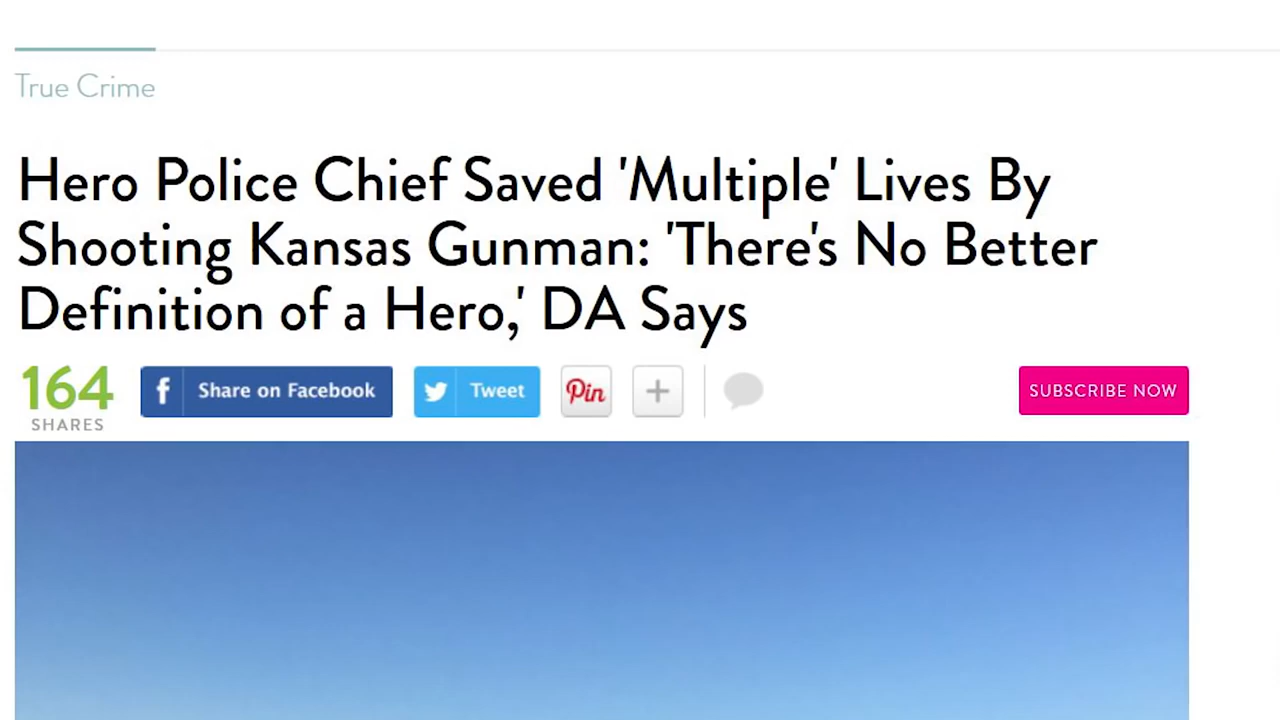 True Crime
Hero Police Chief Saved 'Multiple' Lives By
Shooting Kansas Gunman: 'There's No Better
Definition of a Hero,' DA Says
164
SHARES
f Share on Facebook
Tweet
Pin
+
SUBSCRIBE NOW